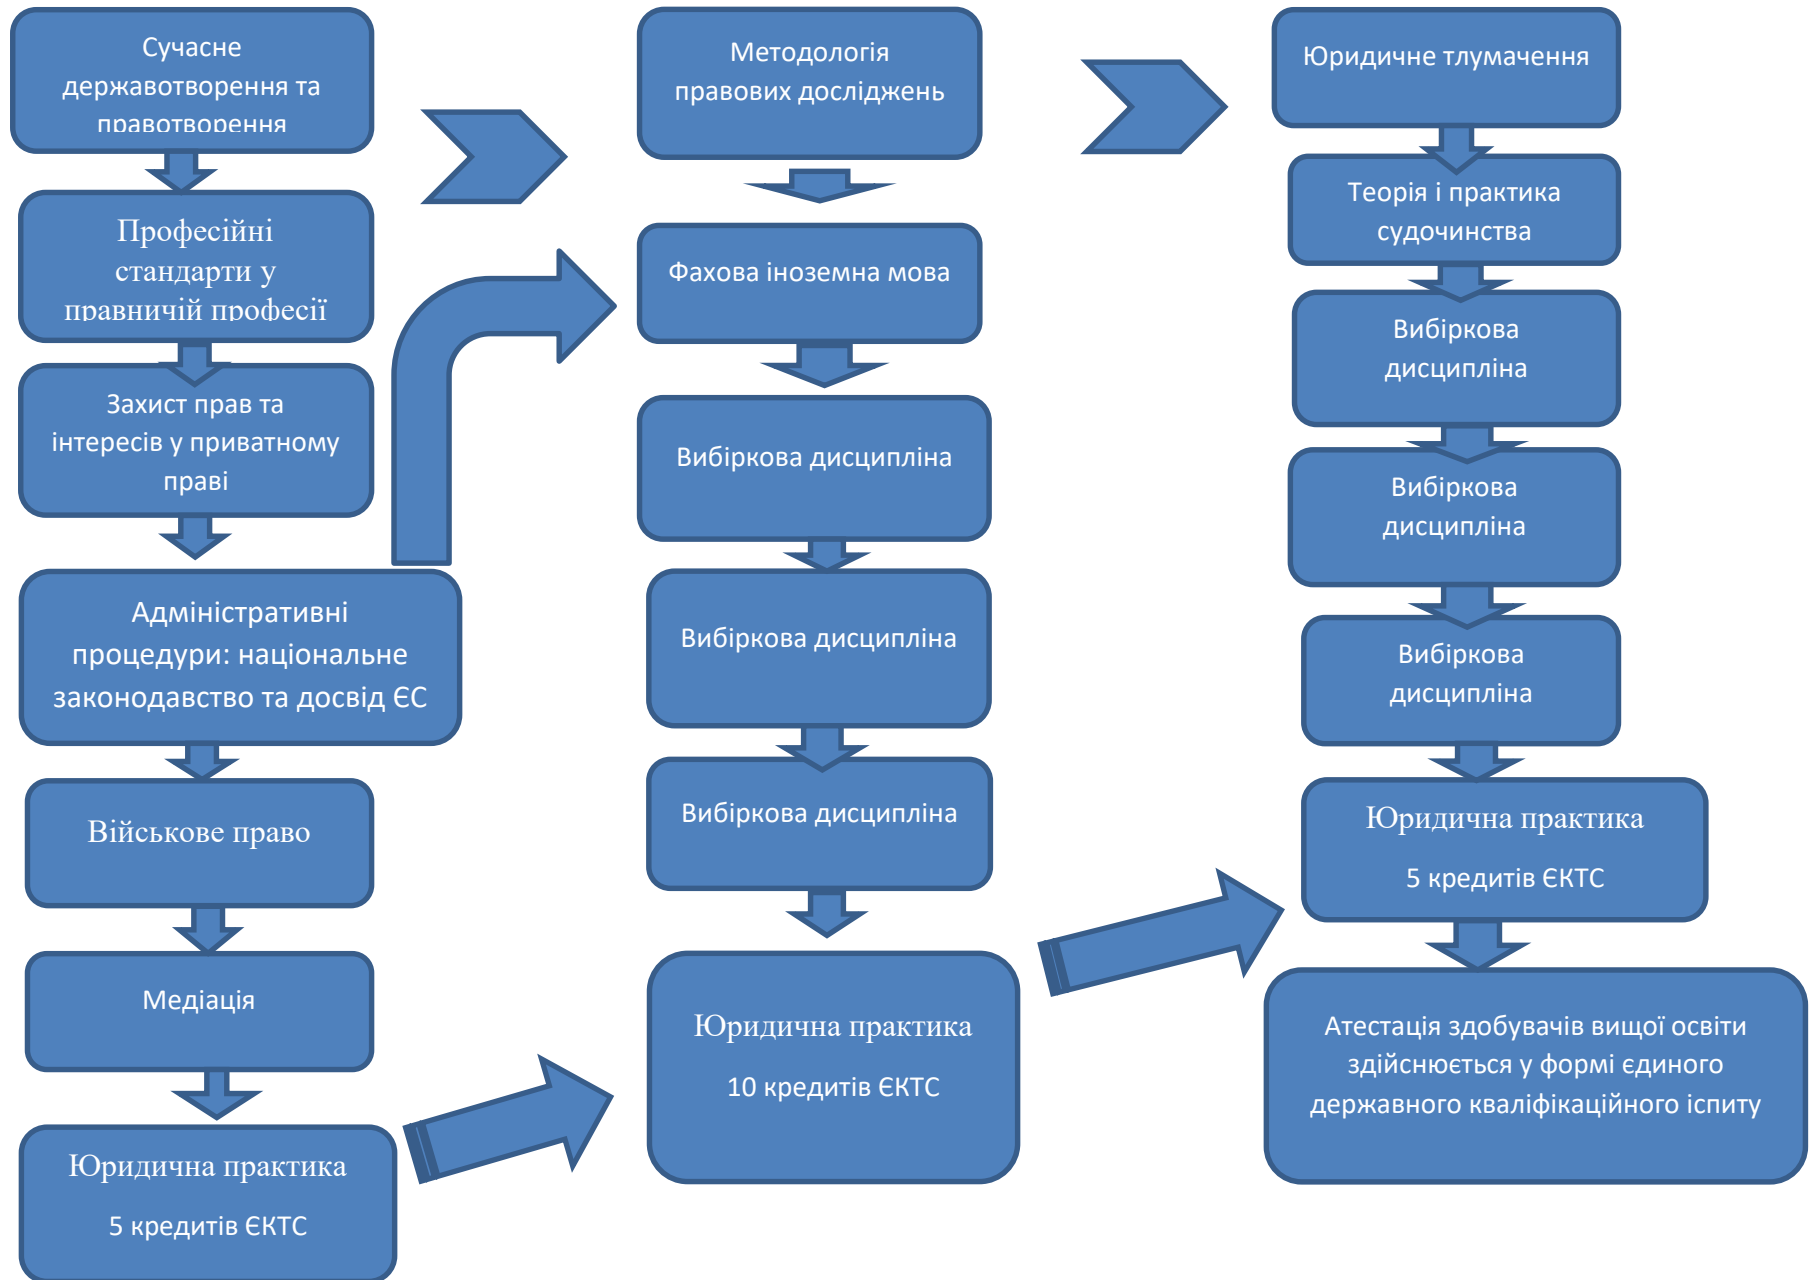 Сучасне
державотворення та
правотворення
Професійні
стандарти у
правничій професії
Захист прав та
інтересів у приватному
праві
Адміністративні
процедури: національне
законодавство та досвід ЄС
Військове право
Медіація
Юридична практика
5 кредитів ЄКТС
Методологія
правових досліджень
Фахова іноземна мова
Вибіркова дисципліна
Вибіркова дисципліна
Вибіркова дисципліна
Юридична практика
10 кредитів ЄКТС
Юридичне тлумачення
Теорія і практика
судочинства
Вибіркова
дисципліна
Вибіркова
дисципліна
Вибіркова
дисципліна
Юридична практика
5 кредитів ЄКТС
Атестація здобувачів вищої освіти
здійснюється у формі єдиного
державного кваліфікаційного іспиту